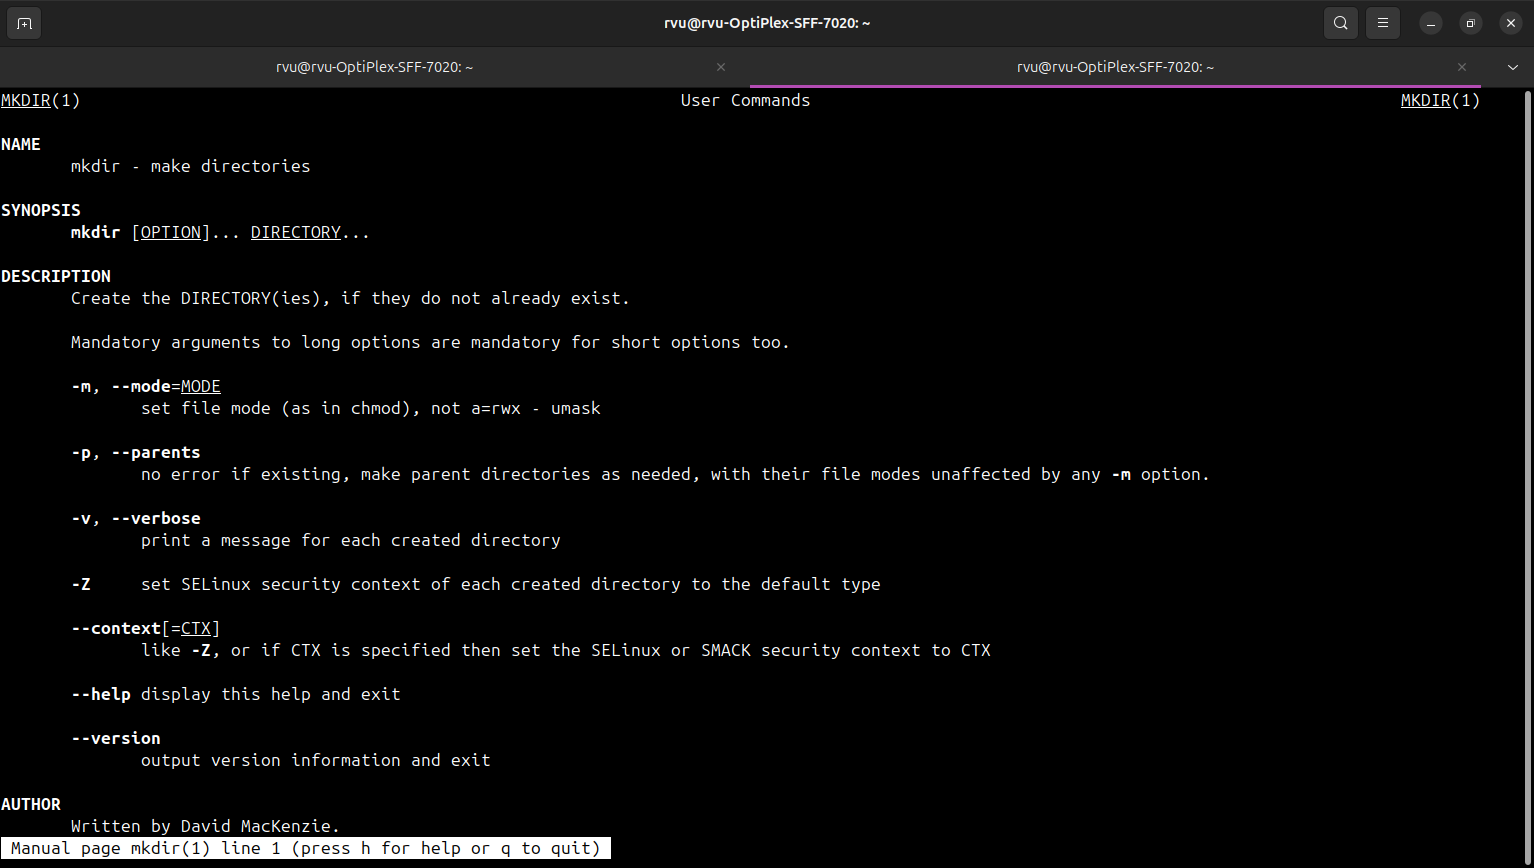 rvu@rvu-OptiPlex-SFF-7020: ~
rvu@rvu-OptiPlex-SFF-7020: ~
rvu@rvu-OptiPlex-SFF-7020: ~
MKDIR(1) User Commands MKDIR(1)
NAME
mkdir - make directories
SYNOPSIS
mkdir [OPTION]... DIRECTORY...
DESCRIPTION
Create the DIRECTORY(ies), if they do not already exist.
Mandatory arguments to long options are mandatory for short options too.
-m, --mode=MODE
set file mode (as in chmod), not a=rwx - umask
-p, --parents
no error if existing, make parent directories as needed, with their file modes unaffected by any -m option.
-v, --verbose
print a message for each created directory
-Z set SELinux security context of each created directory to the default type
--context[=CTX]
like -Z, or if CTX is specified then set the SELinux or SMACK security context to CTX
--help display this help and exit
--version
output version information and exit
AUTHOR
Written by David MacKenzie.
Manual page mkdir(1) line 1 (press h for help or q to quit)